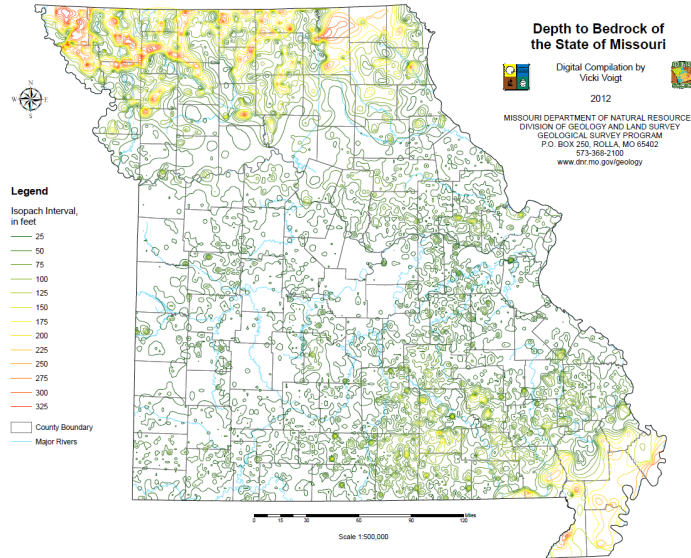 Depth to Bedrock of
the State of Missouri
Digital Compilation by
Vicki Voigt
2012
MISSOURI DEPARTMENT OF NATURAL RESOURCE
DIVISION OF GEOLOGY AND LAND SURVEY
GEOLOGICAL SURVEY PROGRAM
P.O. BOX 250, ROLLA, MO 65402
573-368-2100
www.dnr.mo.gov/geology
N
W E
S
Legend
Isopach Interval,
in feet
25
50
75
100
125
150
175
200
225
250
275
300
325
County Boundary
Major Rivers
Miles
0 15 30 60 90 120
Scale 1:500,000